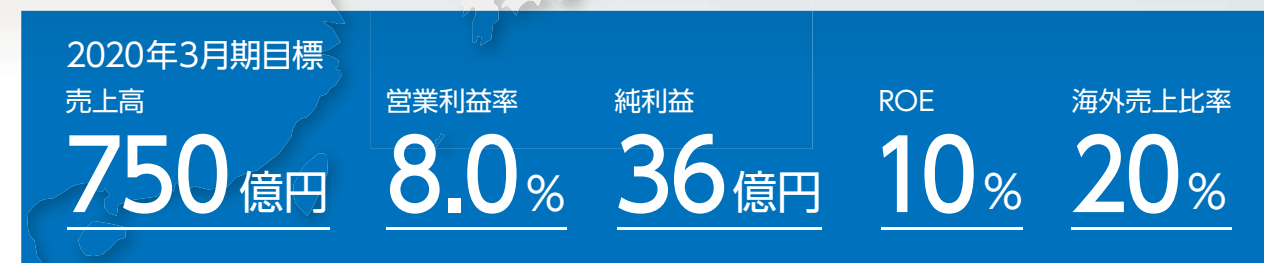 2020年3月期目標
売上高
750億円
営業利益率
8.0%
純利益
36億円
ROE
10%
海外売上比率
20%